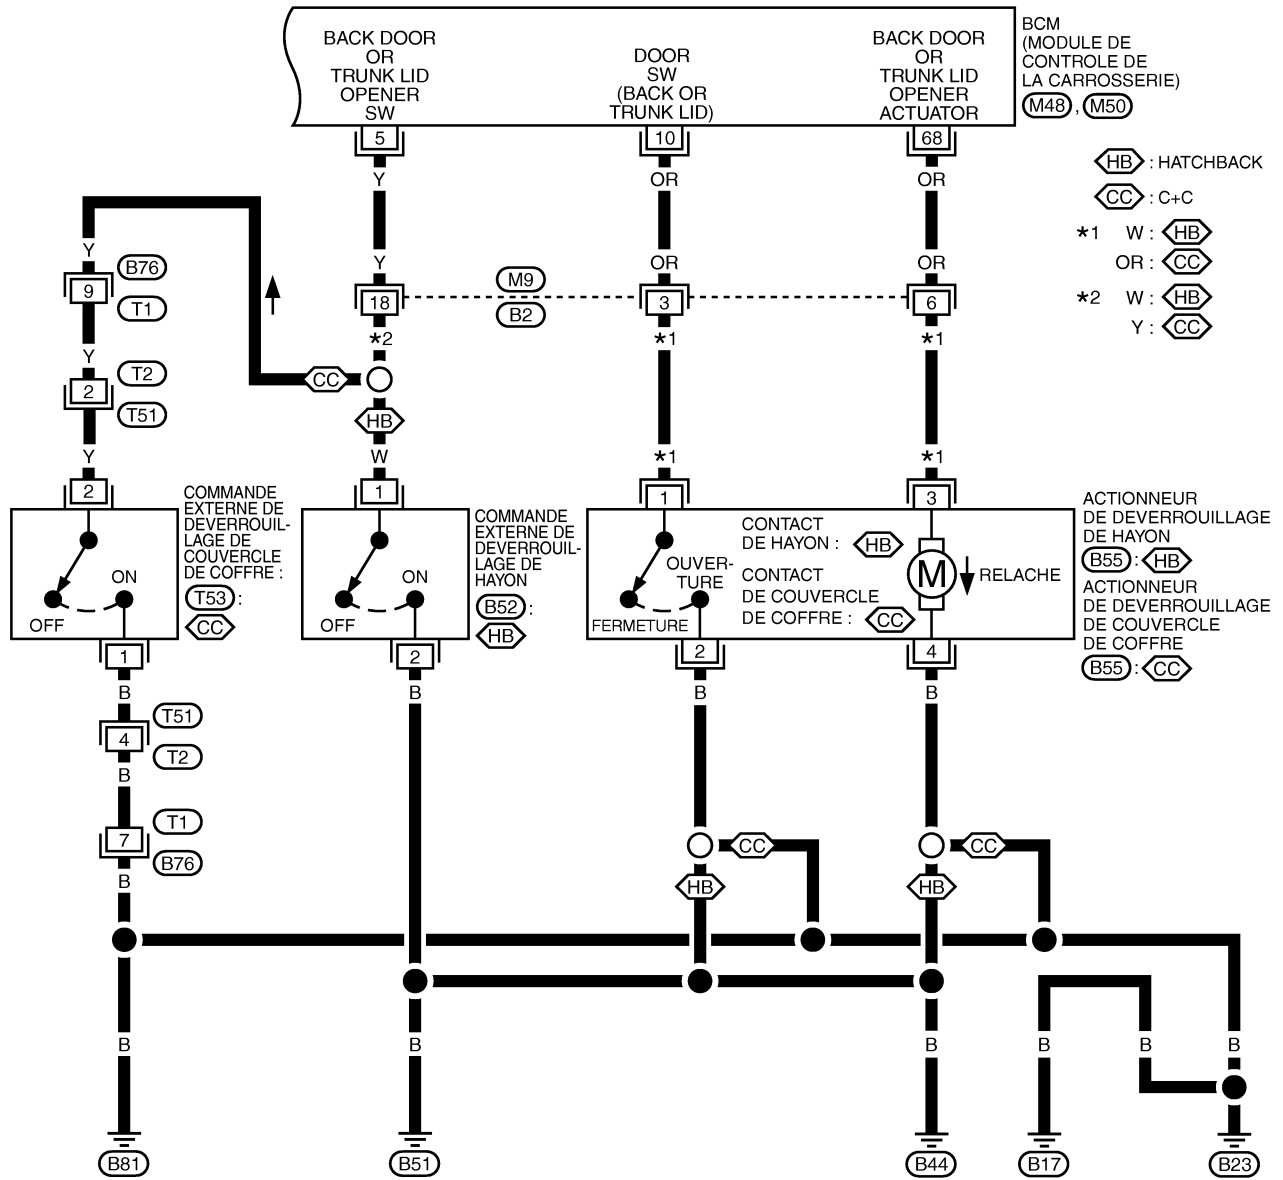 BACK DOOR
OR
TRUNK LID
OPENER
SW
DOOR
SW
(BACK OR
TRUNK LID)
BACK DOOR
OR
TRUNK LID
OPENER
ACTUATOR
BCM
(MODULE DE
CONTROLE DE
LA CARROSSERIE)
M48 , M50
5
10
68
HB : HATCHBACK
CC : C+C
*1 W : HB
OR : CC
*2 W : HB
Y : CC
Y
OR
OR
Y
Y
OR
OR
B76
9
T1
M9
18
3
6
B2
*2
*1
*1
Y
T2
2
T51
CC
HB
Y
W
*1
*1
2
1
1
3
COMMANDE
EXTERNE DE
DEVERROUIL-
LAGE DE
COUVERCLE
DE COFFRE :
T53 :
CC
ON
OFF
COMMANDE
EXTERNE DE
DEVERROUIL-
LAGE DE
HAYON
B52 :
HB
ON
OFF
CONTACT
DE HAYON : HB
OUVER-
TURE
CONTACT
DE COUVERCLE
DE COFFRE : CC
FERMETURE
M
RELACHE
ACTIONNEUR
DE DEVERROUILLAGE
DE HAYON
B55 : HB
ACTIONNEUR
DE DEVERROUILLAGE
DE COUVERCLE
DE COFFRE
B55 : CC
1
2
2
4
B
B
B
B
T51
4
T2
B
T1
7
B76
B
CC
CC
HB
HB
B
B
B
B
B
B
B81
B51
B44
B17
B23